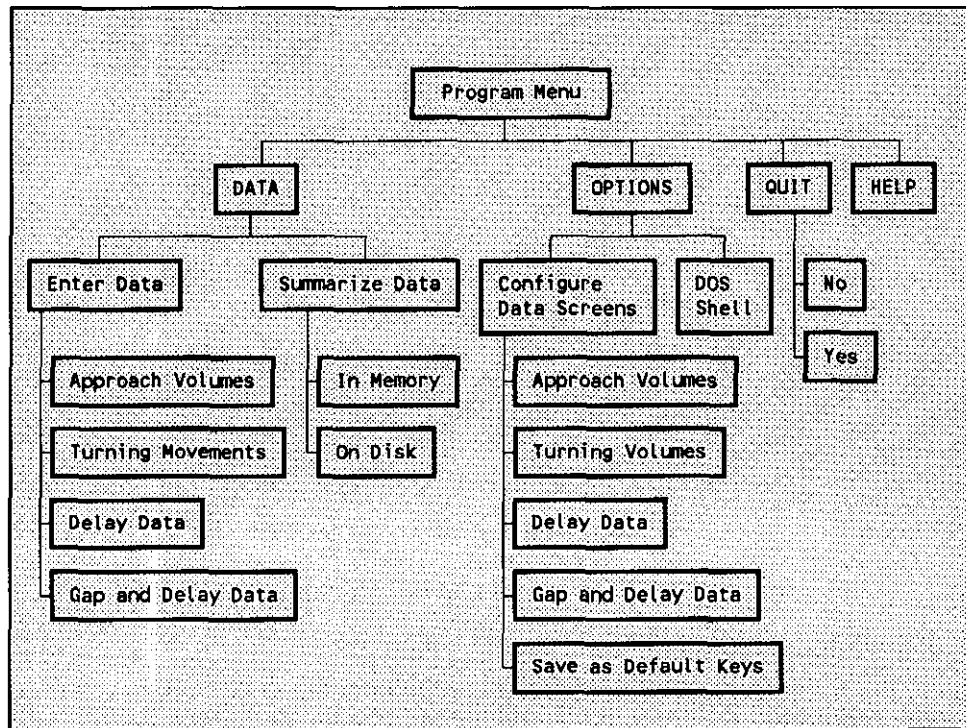 Program Menu
DATA
OPTIONS
QUIT
HELP
Enter Data
Summarize Data
Configure
Data Screens
DOS
Shell
No
Yes
Approach Volumes
Turning Movements
Delay Data
Gap and Delay Data
In Memory
On Disk
Approach Volumes
Turning Volumes
Delay Data
Gap and Delay Data
Save as Default Keys